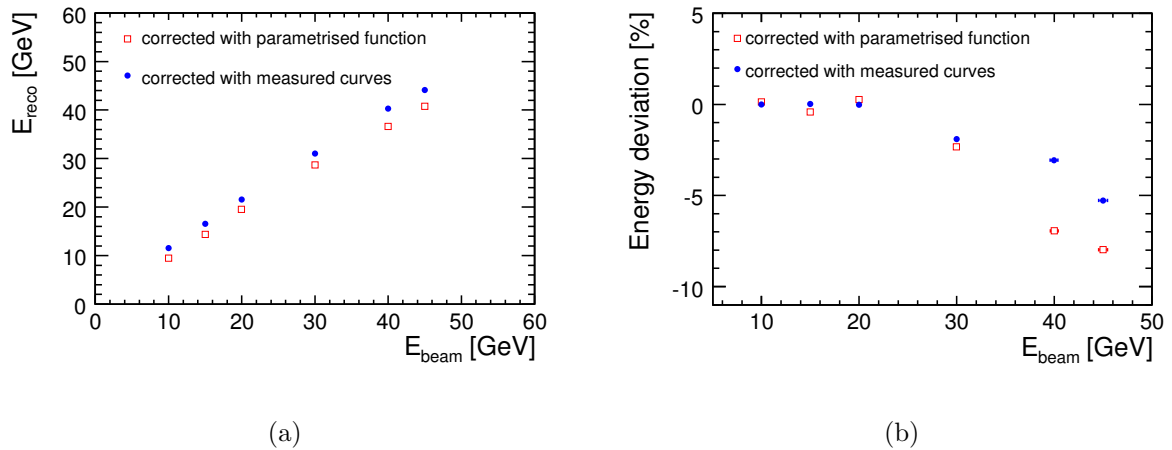 E_reco [GeV]
60
50
40
30
20
10
0
corrected with parametrised function
corrected with measured curves
0 10 20 30 40 50 60
E_beam [GeV]
(a)
Energy deviation [%]
5
0
-5
-10
corrected with parametrised function
corrected with measured curves
10 20 30 40 50
E_beam [GeV]
(b)